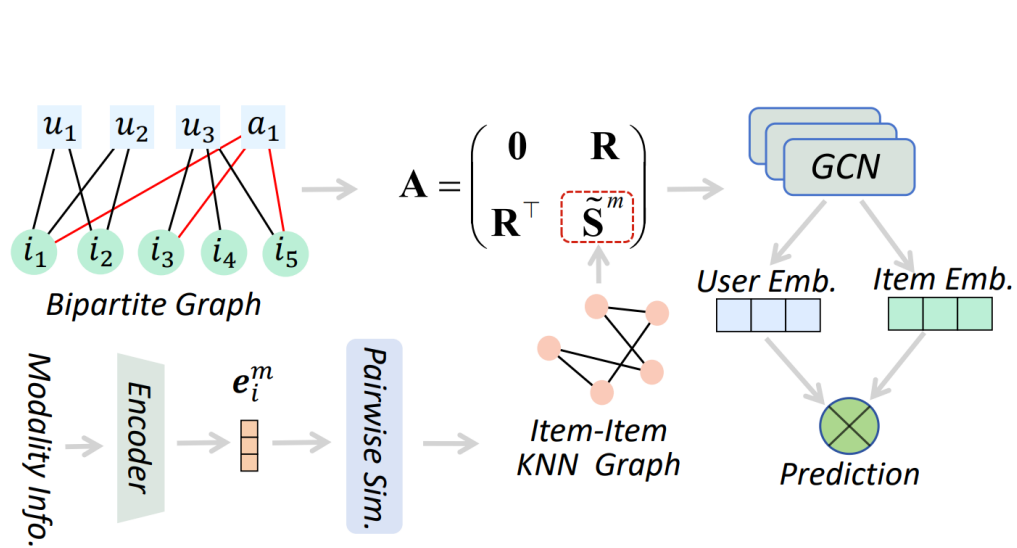 u₁ u₂ u₃ a₁
i₁ i₂ i₃ i₄ i₅
Bipartite Graph
A = ( 0 R
Rᵀ S̃ᵐ )
GCN
User Emb. Item Emb.
Modality Info.
Encoder
eᵢᵐ
Pairwise Sim.
Item-Item
KNN Graph
Prediction